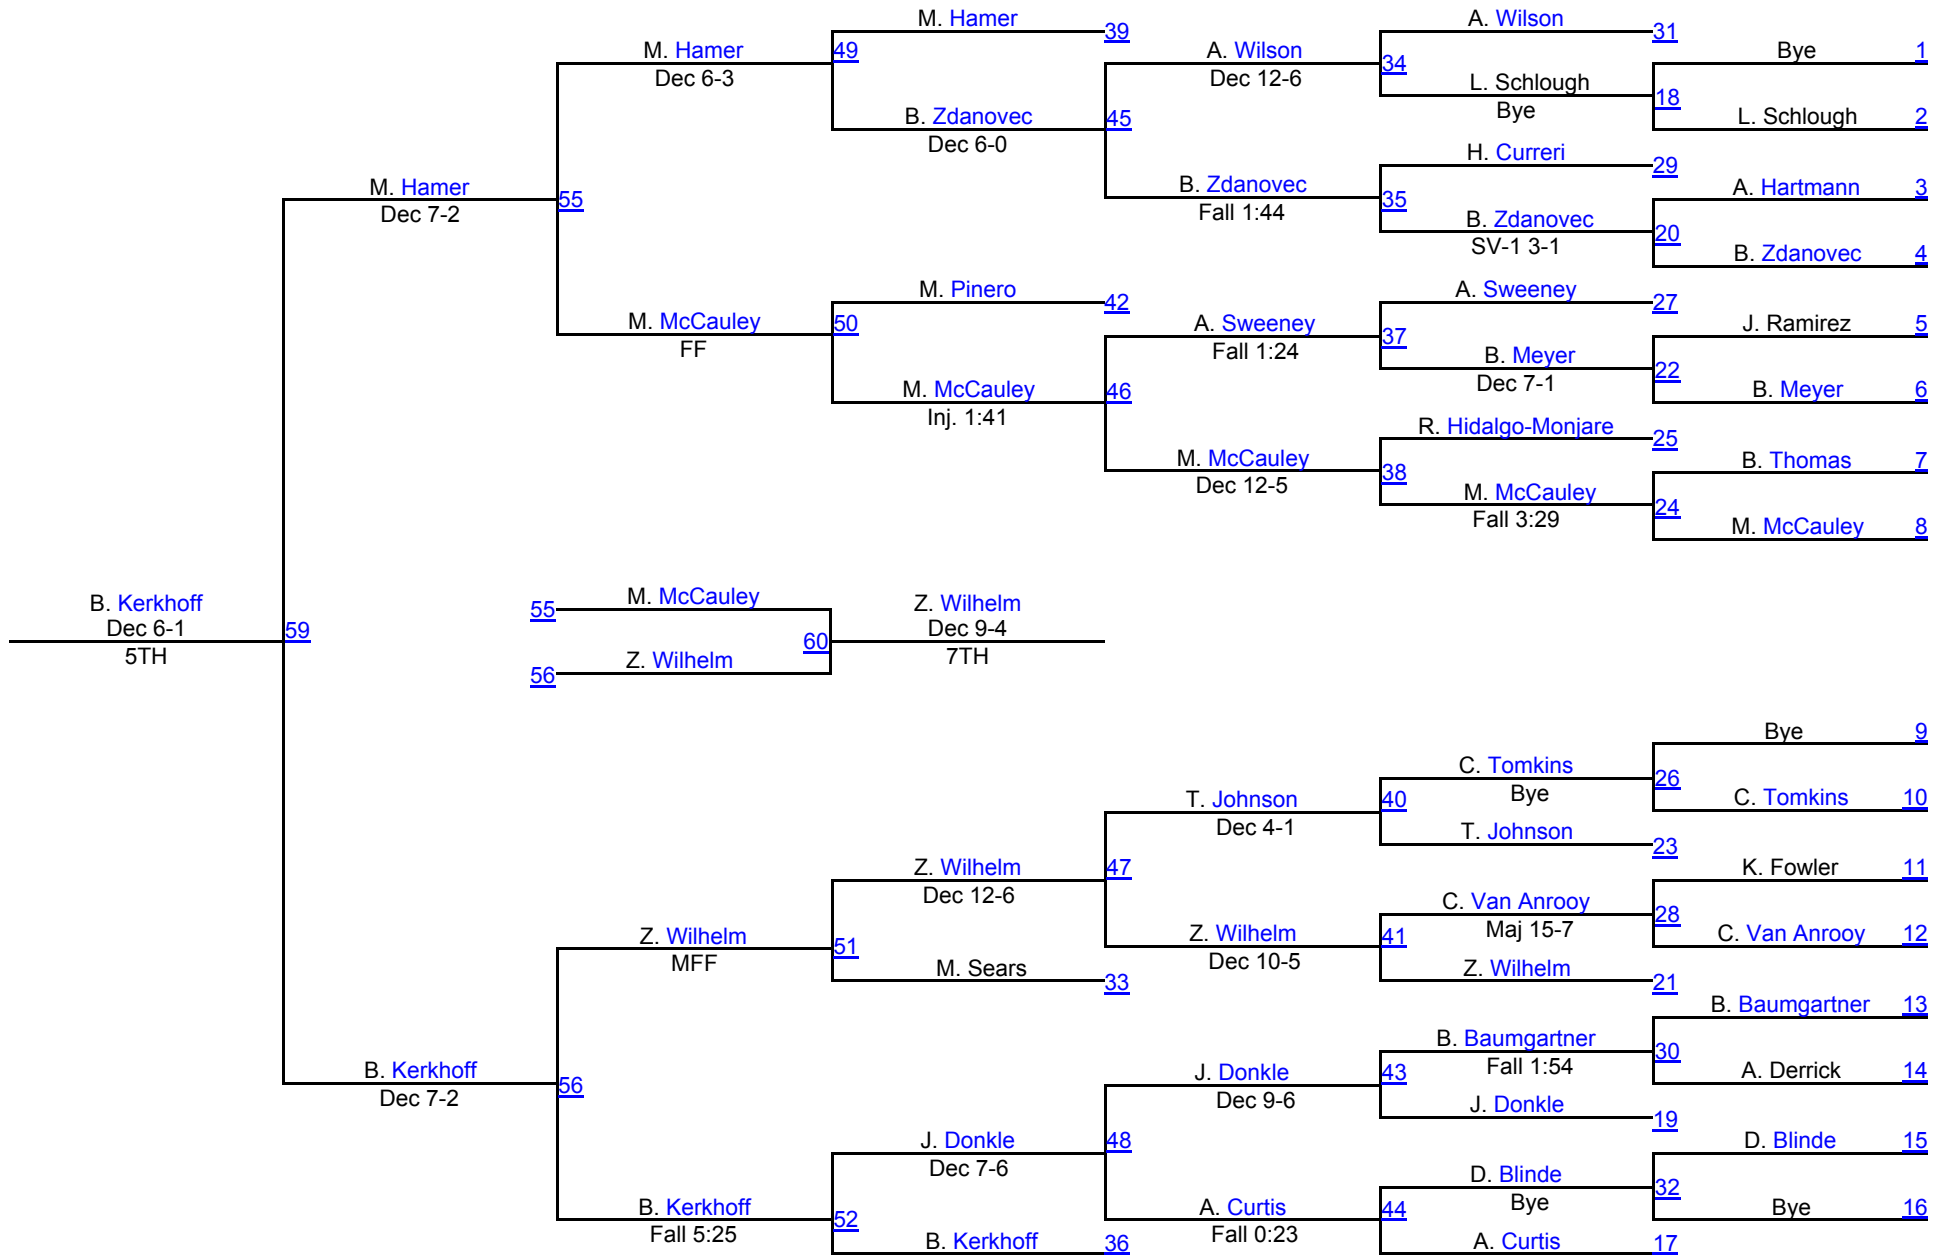 M. Hamer
39
A. Wilson
31
M. Hamer
Dec 6-3
49
A. Wilson
Dec 12-6
34
Bye
1
L. Schlough
Bye
18
B. Zdanovec
Dec 6-0
45
L. Schlough
2
H. Curreri
29
M. Hamer
Dec 7-2
55
B. Zdanovec
Fall 1:44
35
A. Hartmann
3
B. Zdanovec
SV-1 3-1
20
B. Zdanovec
4
M. Pinero
42
A. Sweeney
27
M. McCauley
FF
50
A. Sweeney
Fall 1:24
37
J. Ramirez
5
B. Meyer
Dec 7-1
22
M. McCauley
Inj. 1:41
46
B. Meyer
6
R. Hidalgo-Monjare
25
M. McCauley
Dec 12-5
38
B. Thomas
7
M. McCauley
Fall 3:29
24
M. McCauley
8
B. Kerkhoff
Dec 6-1
5TH
59
55
M. McCauley
56
Z. Wilhelm
60
Z. Wilhelm
Dec 9-4
7TH
Bye
9
C. Tomkins
Bye
26
T. Johnson
Dec 4-1
40
C. Tomkins
10
T. Johnson
23
Z. Wilhelm
Dec 12-6
47
K. Fowler
11
C. Van Anrooy
Maj 15-7
28
Z. Wilhelm
MFF
51
Z. Wilhelm
Dec 10-5
41
C. Van Anrooy
12
M. Sears
33
Z. Wilhelm
21
B. Baumgartner
13
B. Baumgartner
Fall 1:54
30
B. Kerkhoff
Dec 7-2
56
J. Donkle
Dec 9-6
43
A. Derrick
14
J. Donkle
19
J. Donkle
Dec 7-6
48
D. Blinde
15
D. Blinde
Bye
32
B. Kerkhoff
Fall 5:25
52
A. Curtis
Fall 0:23
44
Bye
16
B. Kerkhoff
36
A. Curtis
17